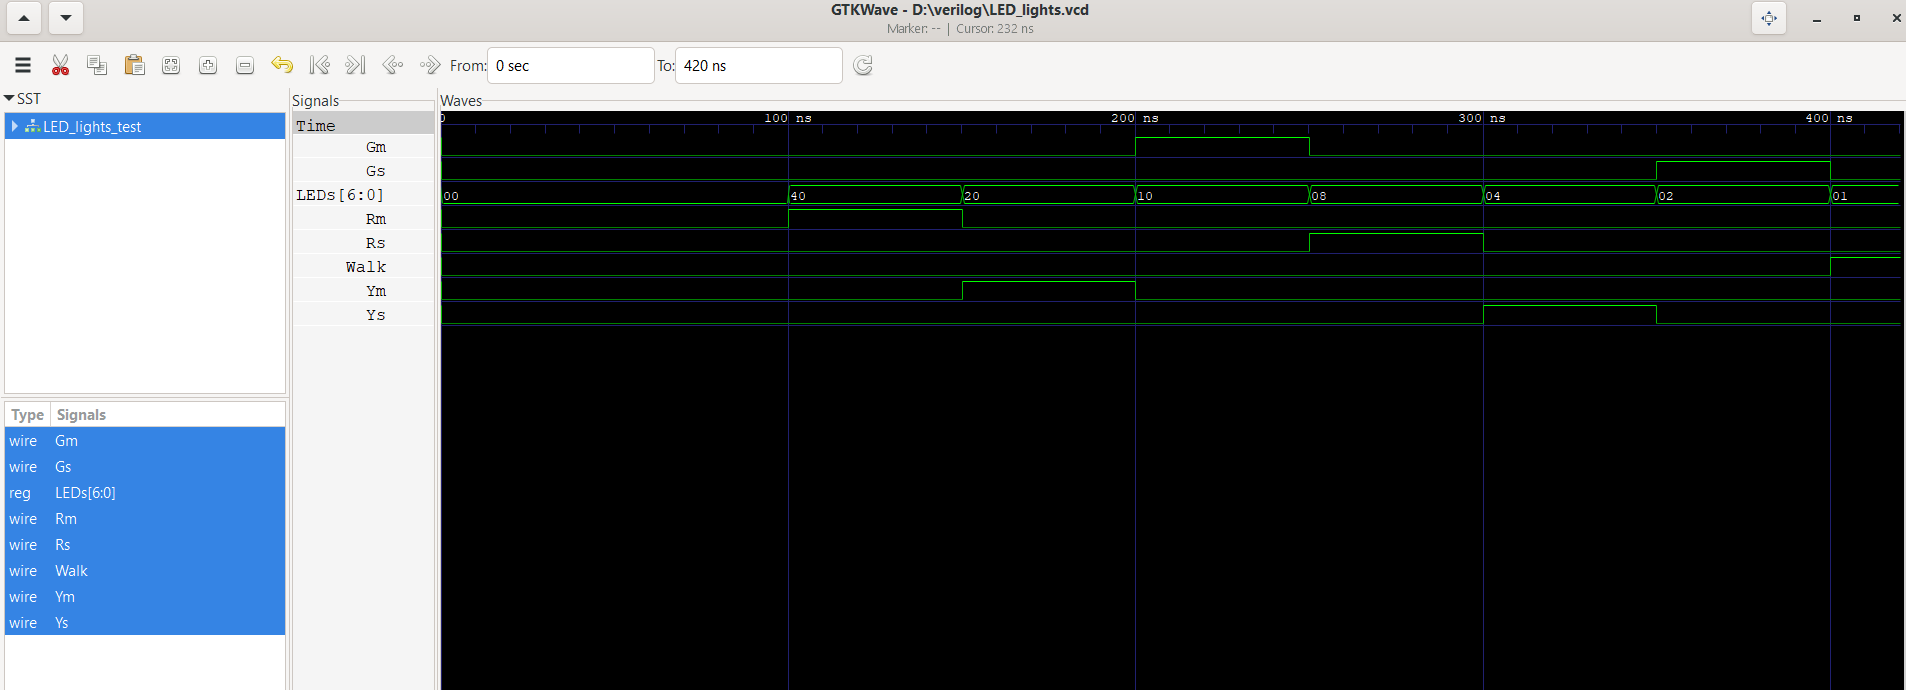 GTKWave - D:\verilog\LED_lights.vcd
Marker: -- | Cursor: 232 ns
From: 0 sec To: 420 ns
SST
LED_lights_test
Type Signals
wire Gm
wire Gs
reg LEDs[6:0]
wire Rm
wire Rs
wire Walk
wire Ym
wire Ys
Signals
Time
Gm
Gs
LEDs[6:0]
Rm
Rs
Walk
Ym
Ys
Waves
0 100 ns 200 ns 300 ns 400 ns
00 40 20 10 08 04 02 01